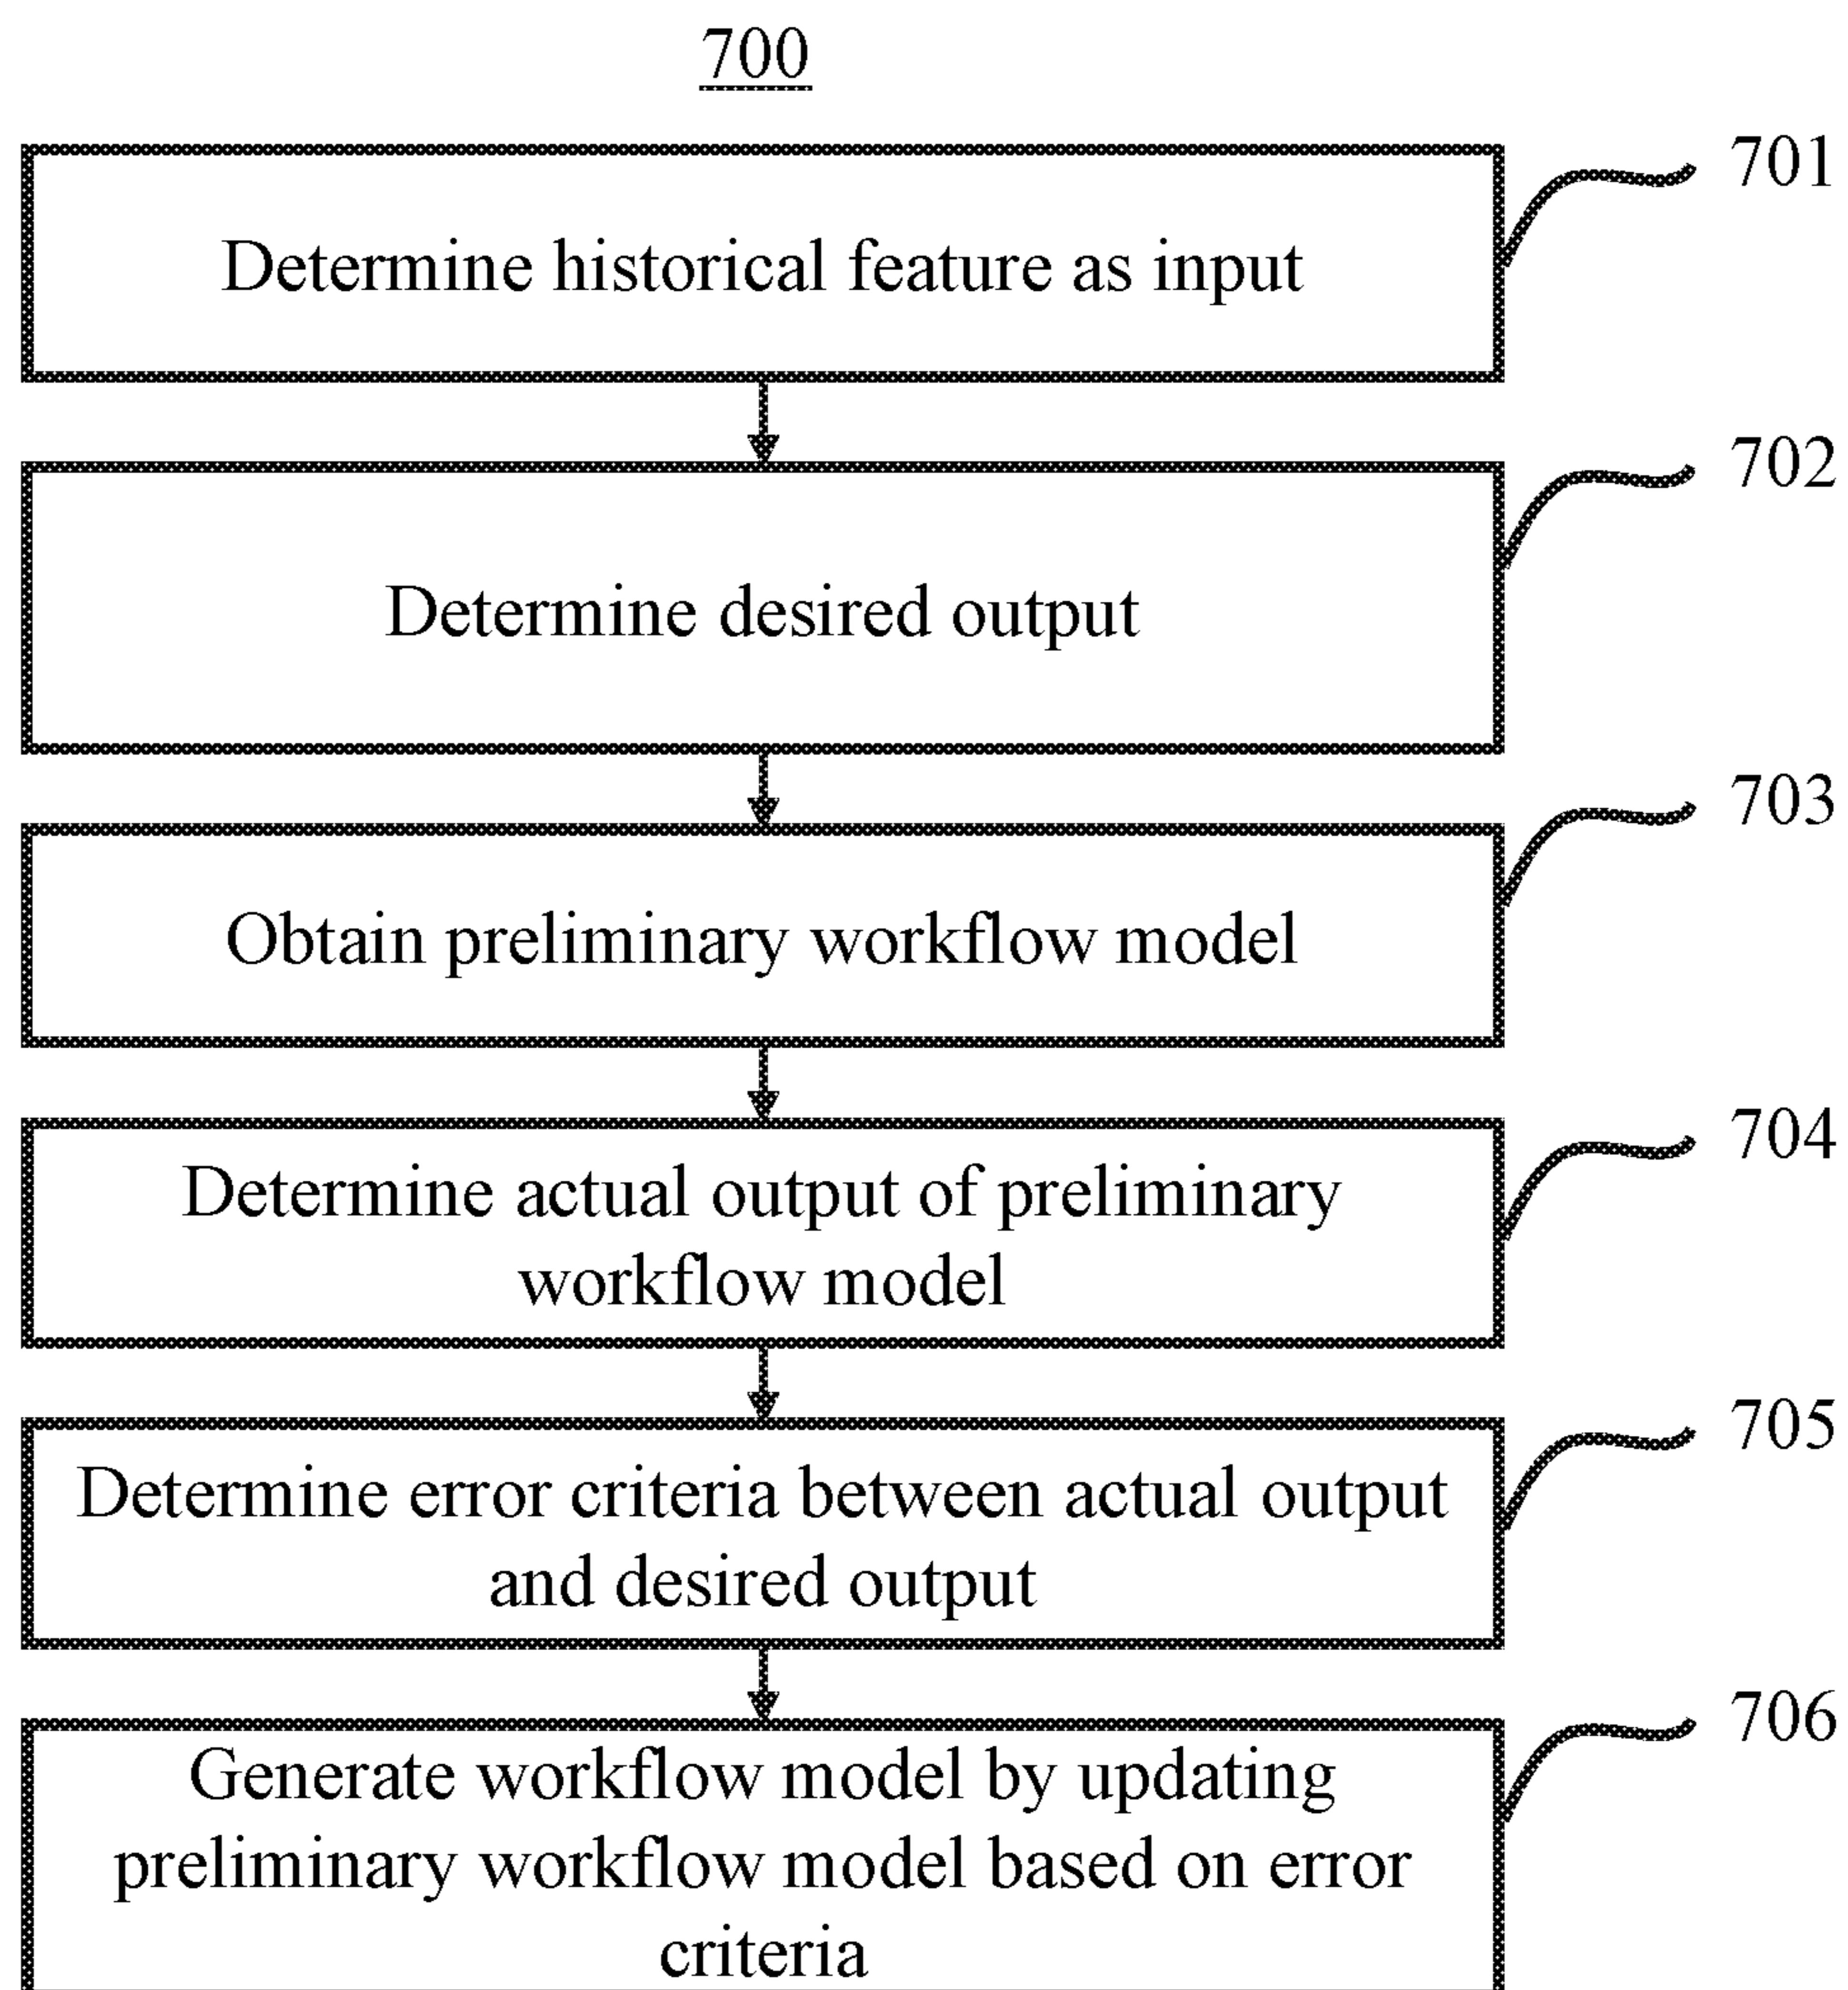 700
701
Determine historical feature as input
702
Determine desired output
703
Obtain preliminary workflow model
704
Determine actual output of preliminary
workflow model
705
Determine error criteria between actual output
and desired output
706
Generate workflow model by updating
preliminary workflow model based on error
criteria